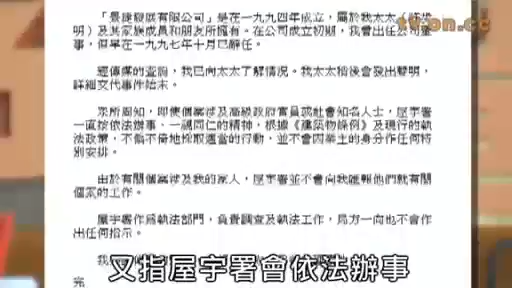 tv.on.cc
「景捷發展有限公司」是在一九九四年成立，屬於我太太
明）及其家族成員和朋友所擁有。在公司成立初期，我曾出任公司董
事，但早在一九九七年十月已辭任。
經傳媒的查詢，我已向太太了解情況。我太太稍後會發出聲明，
詳細交代事件始末。
眾所周知，即使個案涉及高級政府官員或社會知名人士，屋宇署
一直按依法辦事、一視同仁的精神，根據《建築物條例》及現行的執
法政策，不偏不倚地採取適當的行動，並不會因業主的身分作任何特
別安排。
由於有關個案涉及我的家人，屋宇署並不會向我匯報他們就有關
個案的工作。
屋宇署作為執法部門，負責調查及執法工作，局方一向也不會作
出任何指示。
又指屋宇署會依法辦事
完